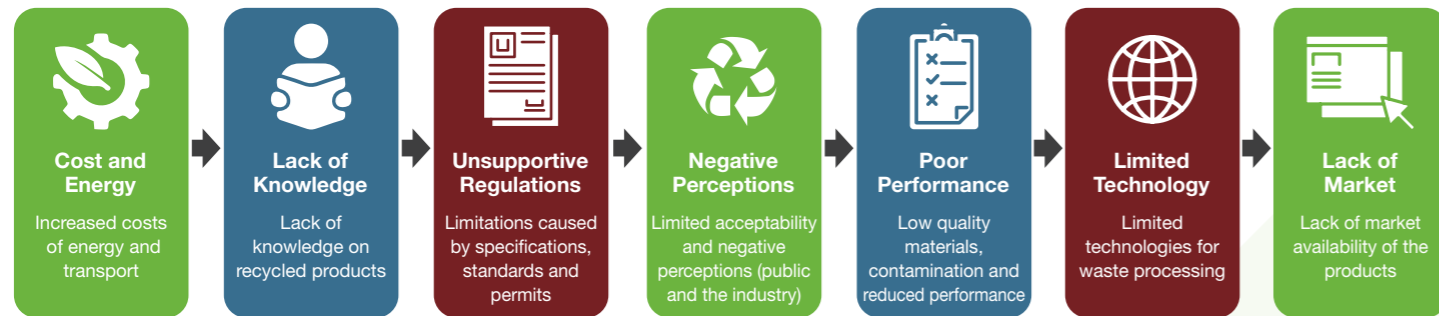 Cost and
Energy
Increased costs
of energy and
transport
Lack of
Knowledge
Lack of
knowledge on
recycled products
Unsupportive
Regulations
Limitations caused
by specifications,
standards and
permits
Negative
Perceptions
Limited acceptability
and negative
perceptions (public
and the industry)
Poor
Performance
Low quality
materials,
contamination and
reduced performance
Limited
Technology
Limited
technologies for
waste processing
Lack of
Market
Lack of market
availability of the
products